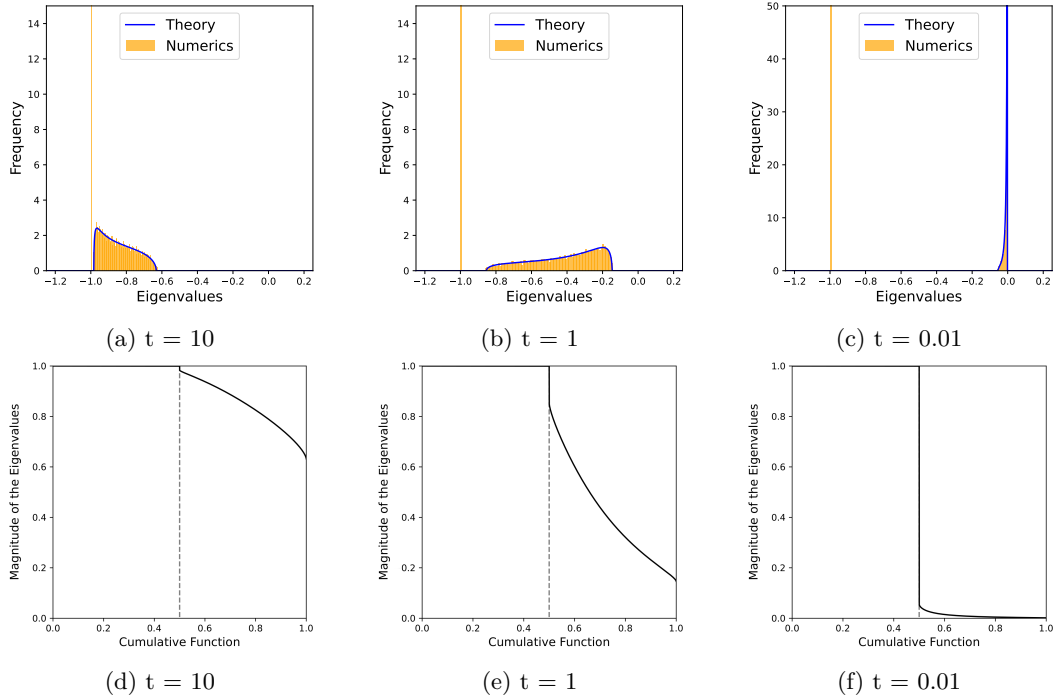 14
12
10
8
6
4
2
0
Frequency
Theory
Numerics
−1.2 −1.0 −0.8 −0.6 −0.4 −0.2 0.0 0.2
Eigenvalues
(a) t = 10
14
12
10
8
6
4
2
0
Frequency
Theory
Numerics
−1.2 −1.0 −0.8 −0.6 −0.4 −0.2 0.0 0.2
Eigenvalues
(b) t = 1
50
40
30
20
10
0
Frequency
Theory
Numerics
−1.2 −1.0 −0.8 −0.6 −0.4 −0.2 0.0 0.2
Eigenvalues
(c) t = 0.01
1.0
0.8
0.6
0.4
0.2
0.0
Magnitude of the Eigenvalues
0.0 0.2 0.4 0.6 0.8 1.0
Cumulative Function
(d) t = 10
1.0
0.8
0.6
0.4
0.2
0.0
Magnitude of the Eigenvalues
0.0 0.2 0.4 0.6 0.8 1.0
Cumulative Function
(e) t = 1
1.0
0.8
0.6
0.4
0.2
0.0
Magnitude of the Eigenvalues
0.0 0.2 0.4 0.6 0.8 1.0
Cumulative Function
(f) t = 0.01